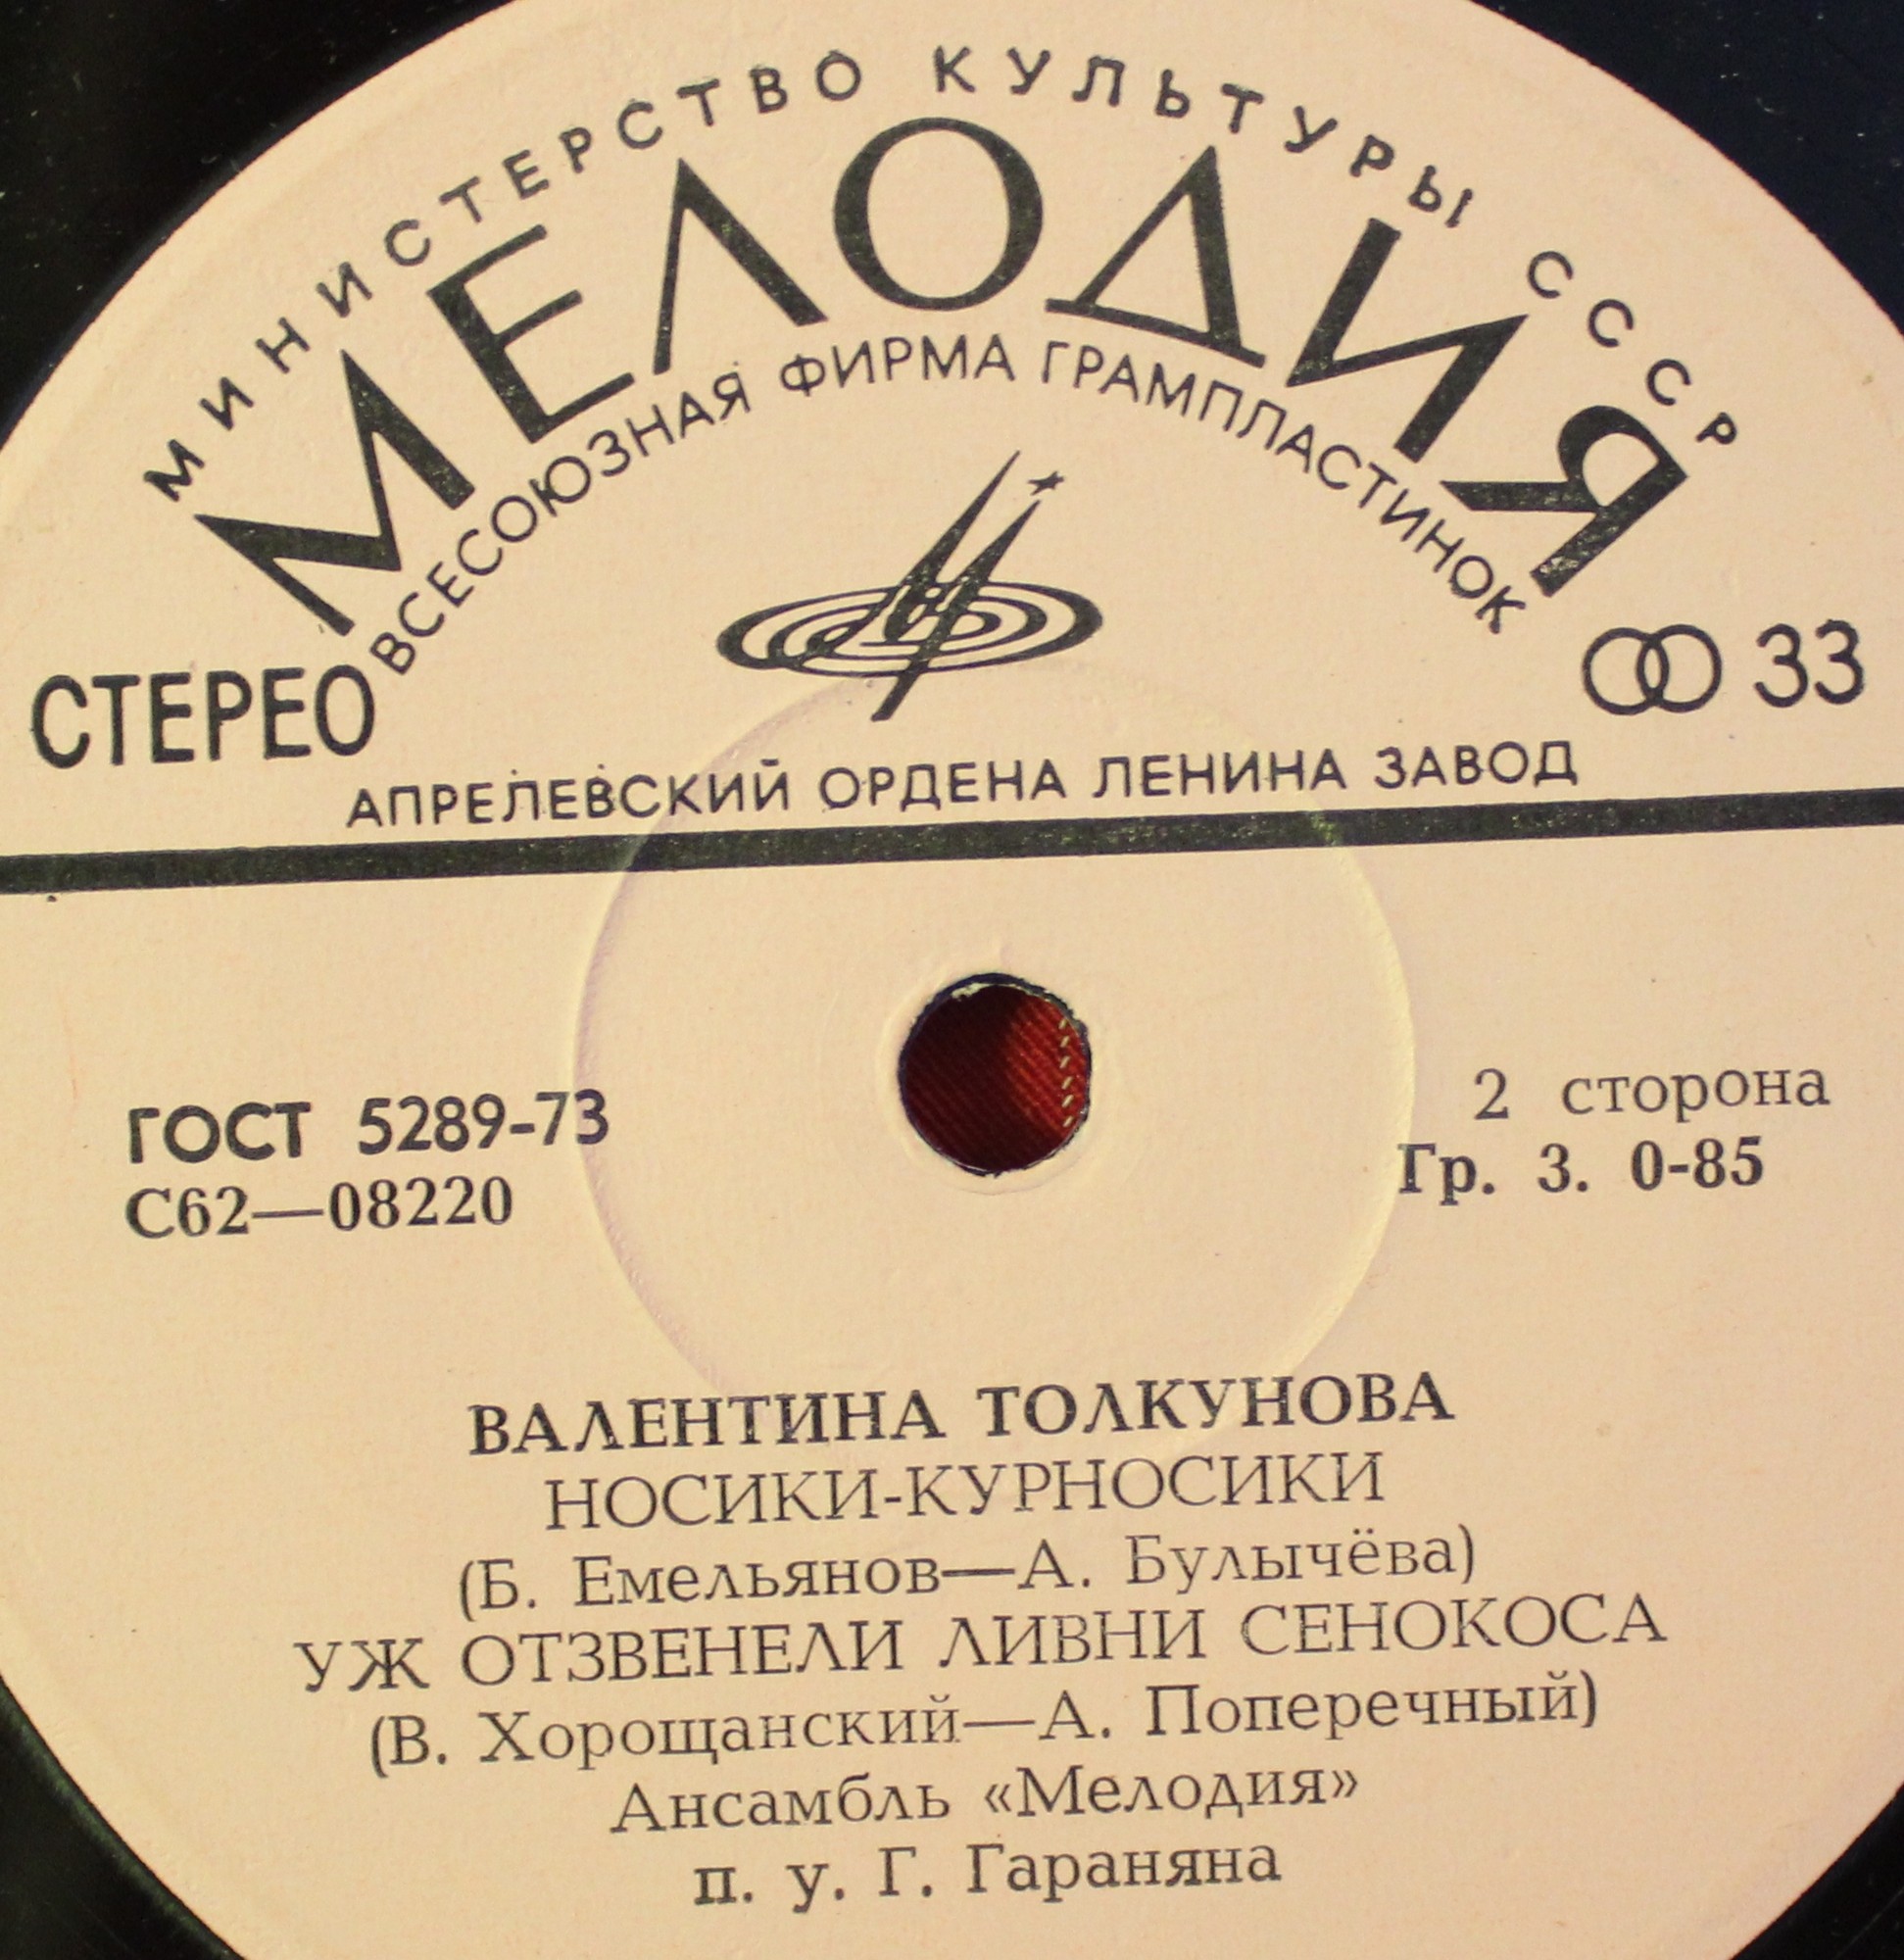 МИНИСТЕРСТВО КУЛЬТУРЫ СССР
МЕЛОДИЯ
ВСЕСОЮЗНАЯ ФИРМА ГРАМПЛАСТИНОК
СТЕРЕО
33
АПРЕЛЕВСКИЙ ОРДЕНА ЛЕНИНА ЗАВОД
ГОСТ 5289-73
С62—08220
2 сторона
Гр. 3. 0-85
ВАЛЕНТИНА ТОЛКУНОВА
НОСИКИ-КУРНОСИКИ
(Б. Емельянов—А. Булычёва)
УЖ ОТЗВЕНЕЛИ ЛИВНИ СЕНОКОСА
(В. Хорощанский—А. Поперечный)
Ансамбль «Мелодия»
п. у. Г. Гараняна